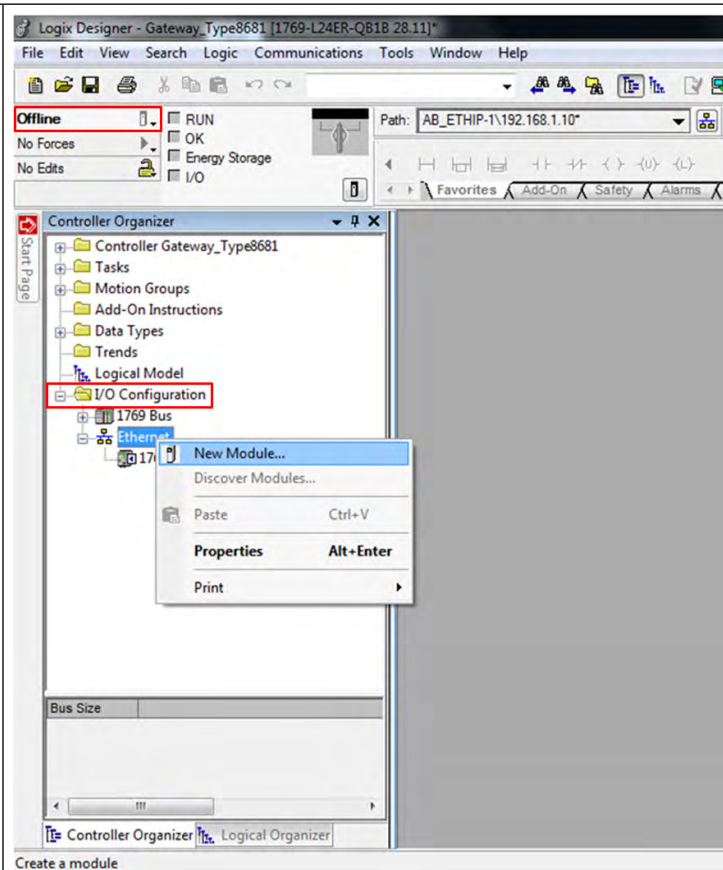 Logix Designer - Gateway_Type8681 [1769-L24ER-QB1B 28.11]*
File Edit View Search Logic Communications Tools Window Help
Offline
RUN
Path: AB_ETHIP-1\192.168.1.10*
No Forces
OK
Energy Storage
No Edits
I/O
Favorites Add-On Safety Alarms
Start Page
Controller Organizer
Controller Gateway_Type8681
Tasks
Motion Groups
Add-On Instructions
Data Types
Trends
Logical Model
I/O Configuration
1769 Bus
Ethernet
New Module...
Discover Modules...
Paste Ctrl+V
Properties Alt+Enter
Print
Bus Size
Controller Organizer Logical Organizer
Create a module